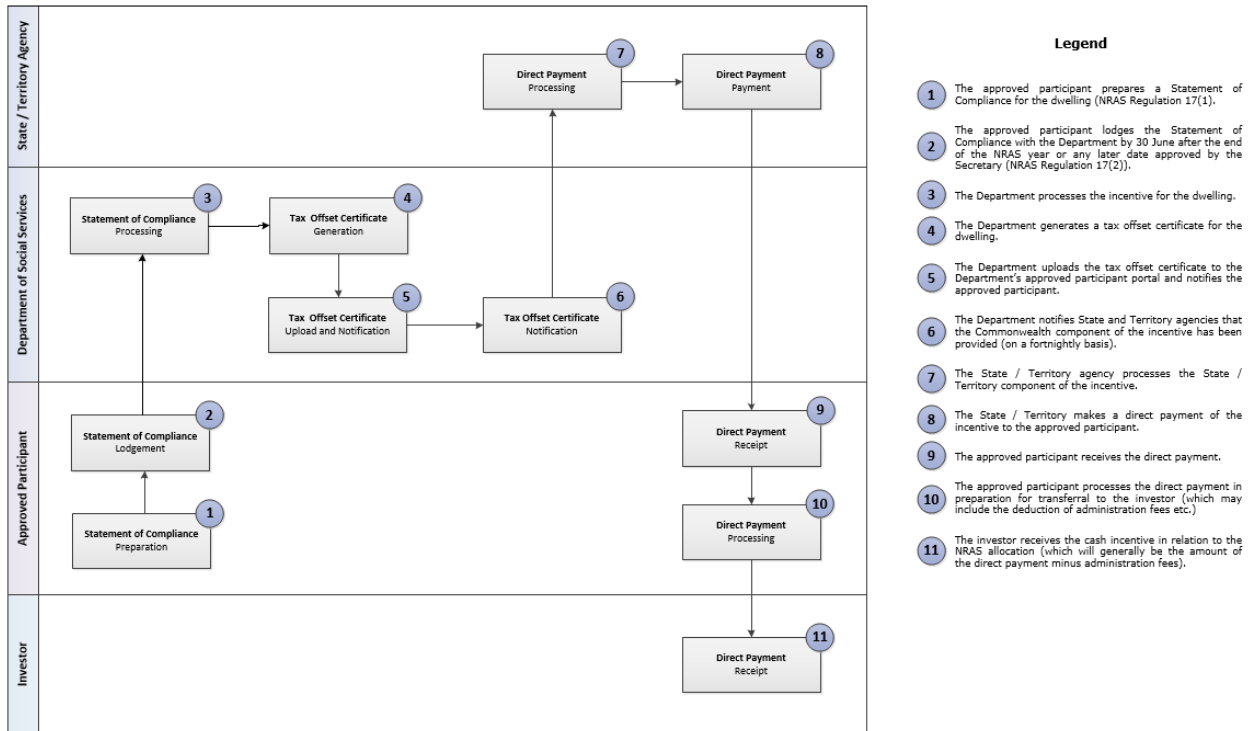 State / Territory Agency
7
Direct Payment
Processing
8
Direct Payment
Payment
Department of Social Services
3
Statement of Compliance
Processing
4
Tax Offset Certificate
Generation
5
Tax Offset Certificate
Upload and Notification
6
Tax Offset Certificate
Notification
Approved Participant
2
Statement of Compliance
Lodgement
1
Statement of Compliance
Preparation
9
Direct Payment
Receipt
10
Direct Payment
Processing
Investor
11
Direct Payment
Receipt
Legend
1
The approved participant prepares a Statement of
Compliance for the dwelling (NRAS Regulation 17(1).
2
The approved participant lodges the Statement of
Compliance with the Department by 30 June after the end
of the NRAS year or any later date approved by the
Secretary (NRAS Regulation 17(2)).
3
The Department processes the incentive for the dwelling.
4
The Department generates a tax offset certificate for the
dwelling.
5
The Department uploads the tax offset certificate to the
Department's approved participant portal and notifies the
approved participant.
6
The Department notifies State and Territory agencies that
the Commonwealth component of the incentive has been
provided (on a fortnightly basis).
7
The State / Territory agency processes the State /
Territory component of the incentive.
8
The State / Territory makes a direct payment of the
incentive to the approved participant.
9
The approved participant receives the direct payment.
10
The approved participant processes the direct payment in
preparation for transferral to the investor (which may
include the deduction of administration fees etc.)
11
The investor receives the cash incentive in relation to the
NRAS allocation (which will generally be the amount of
the direct payment minus administration fees).